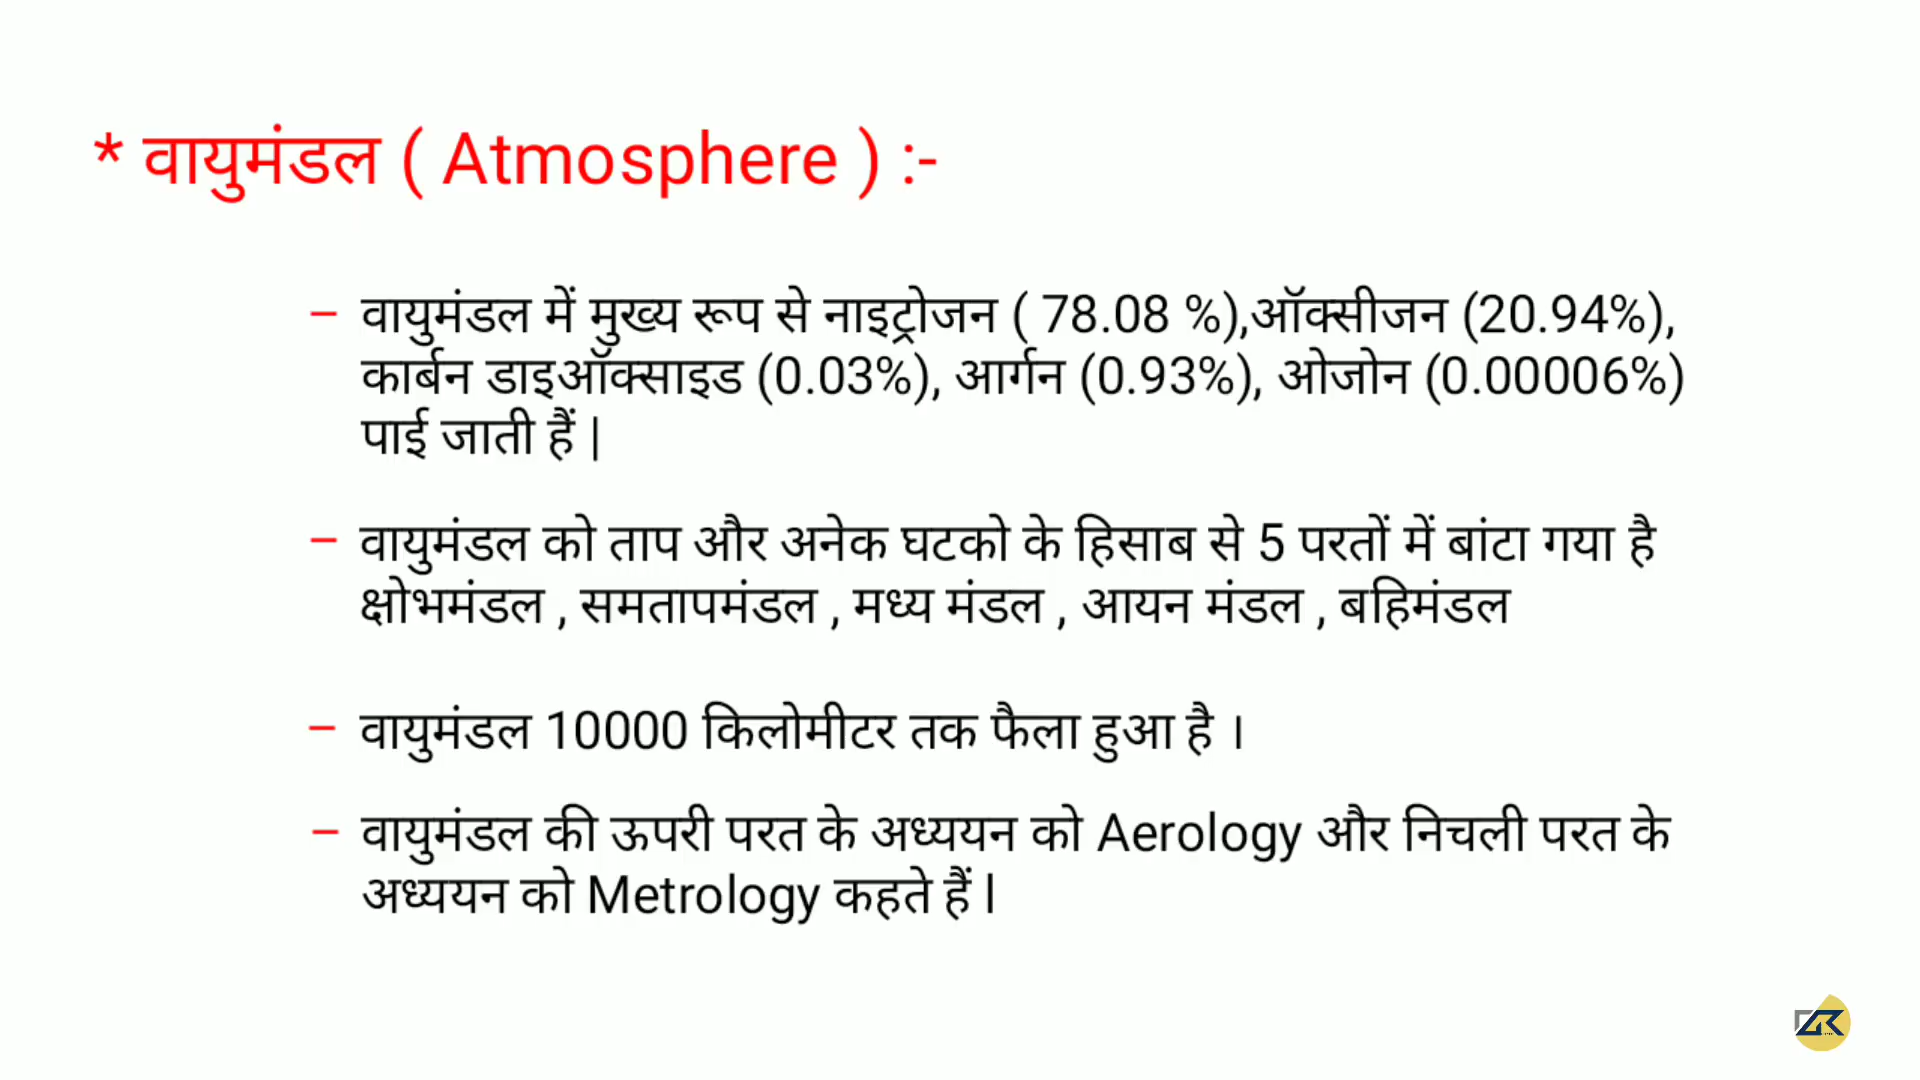 * वायुमंडल ( Atmosphere ) :-
– वायुमंडल में मुख्य रूप से नाइट्रोजन ( 78.08 %),ऑक्सीजन (20.94%),
कार्बन डाइऑक्साइड (0.03%), आर्गन (0.93%), ओजोन (0.00006%)
पाई जाती हैं |
– वायुमंडल को ताप और अनेक घटको के हिसाब से 5 परतों में बांटा गया है
क्षोभमंडल , समतापमंडल , मध्य मंडल , आयन मंडल , बहिमंडल
– वायुमंडल 10000 किलोमीटर तक फैला हुआ है ।
– वायुमंडल की ऊपरी परत के अध्ययन को Aerology और निचली परत के
अध्ययन को Metrology कहते हैं l